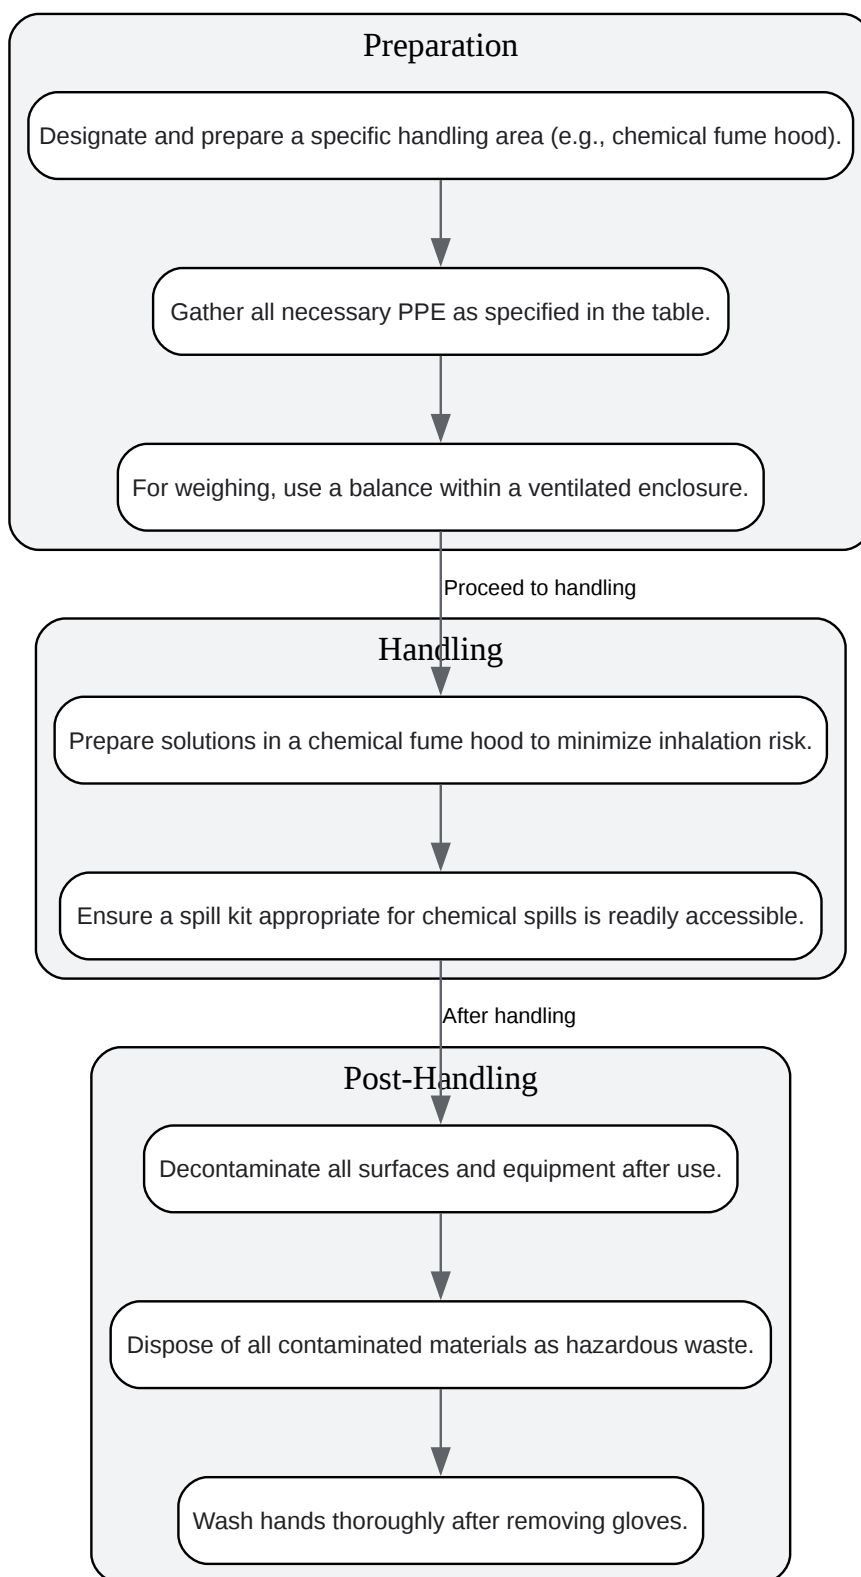 Preparation
Designate and prepare a specific handling area (e.g., chemical fume hood).
Gather all necessary PPE as specified in the table.
For weighing, use a balance within a ventilated enclosure.
Proceed to handling
Handling
Prepare solutions in a chemical fume hood to minimize inhalation risk.
Ensure a spill kit appropriate for chemical spills is readily accessible.
After handling
Post-Handling
Decontaminate all surfaces and equipment after use.
Dispose of all contaminated materials as hazardous waste.
Wash hands thoroughly after removing gloves.